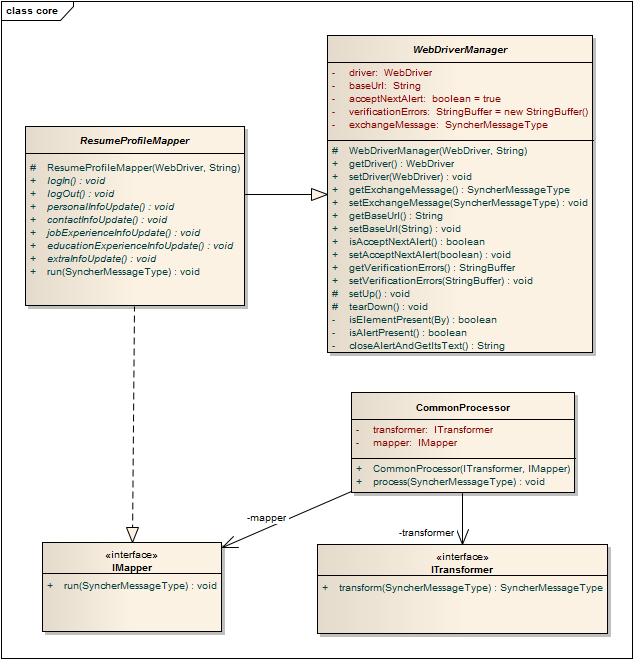 class core
WebDriverManager
- driver: WebDriver
- baseUrl: String
- acceptNextAlert: boolean = true
- verificationErrors: StringBuffer = new StringBuffer()
- exchangeMessage: SyncherMessageType
# WebDriverManager(WebDriver, String)
+ getDriver() : WebDriver
+ setDriver(WebDriver) : void
+ getExchangeMessage() : SyncherMessageType
+ setExchangeMessage(SyncherMessageType) : void
+ getBaseUrl() : String
+ setBaseUrl(String) : void
+ isAcceptNextAlert() : boolean
+ setAcceptNextAlert(boolean) : void
+ getVerificationErrors() : StringBuffer
+ setVerificationErrors(StringBuffer) : void
# setUp() : void
# tearDown() : void
- isElementPresent(By) : boolean
- isAlertPresent() : boolean
- closeAlertAndGetItsText() : String
ResumeProfileMapper
# ResumeProfileMapper(WebDriver, String)
+ logIn() : void
+ logOut() : void
+ personalInfoUpdate() : void
+ contactInfoUpdate() : void
+ jobExperienceInfoUpdate() : void
+ educationExperienceInfoUpdate() : void
+ extraInfoUpdate() : void
+ run(SyncherMessageType) : void
CommonProcessor
- transformer: ITransformer
- mapper: IMapper
+ CommonProcessor(ITransformer, IMapper)
+ process(SyncherMessageType) : void
-mapper
-transformer
«interface»
IMapper
+ run(SyncherMessageType) : void
«interface»
ITransformer
+ transform(SyncherMessageType) : SyncherMessageType